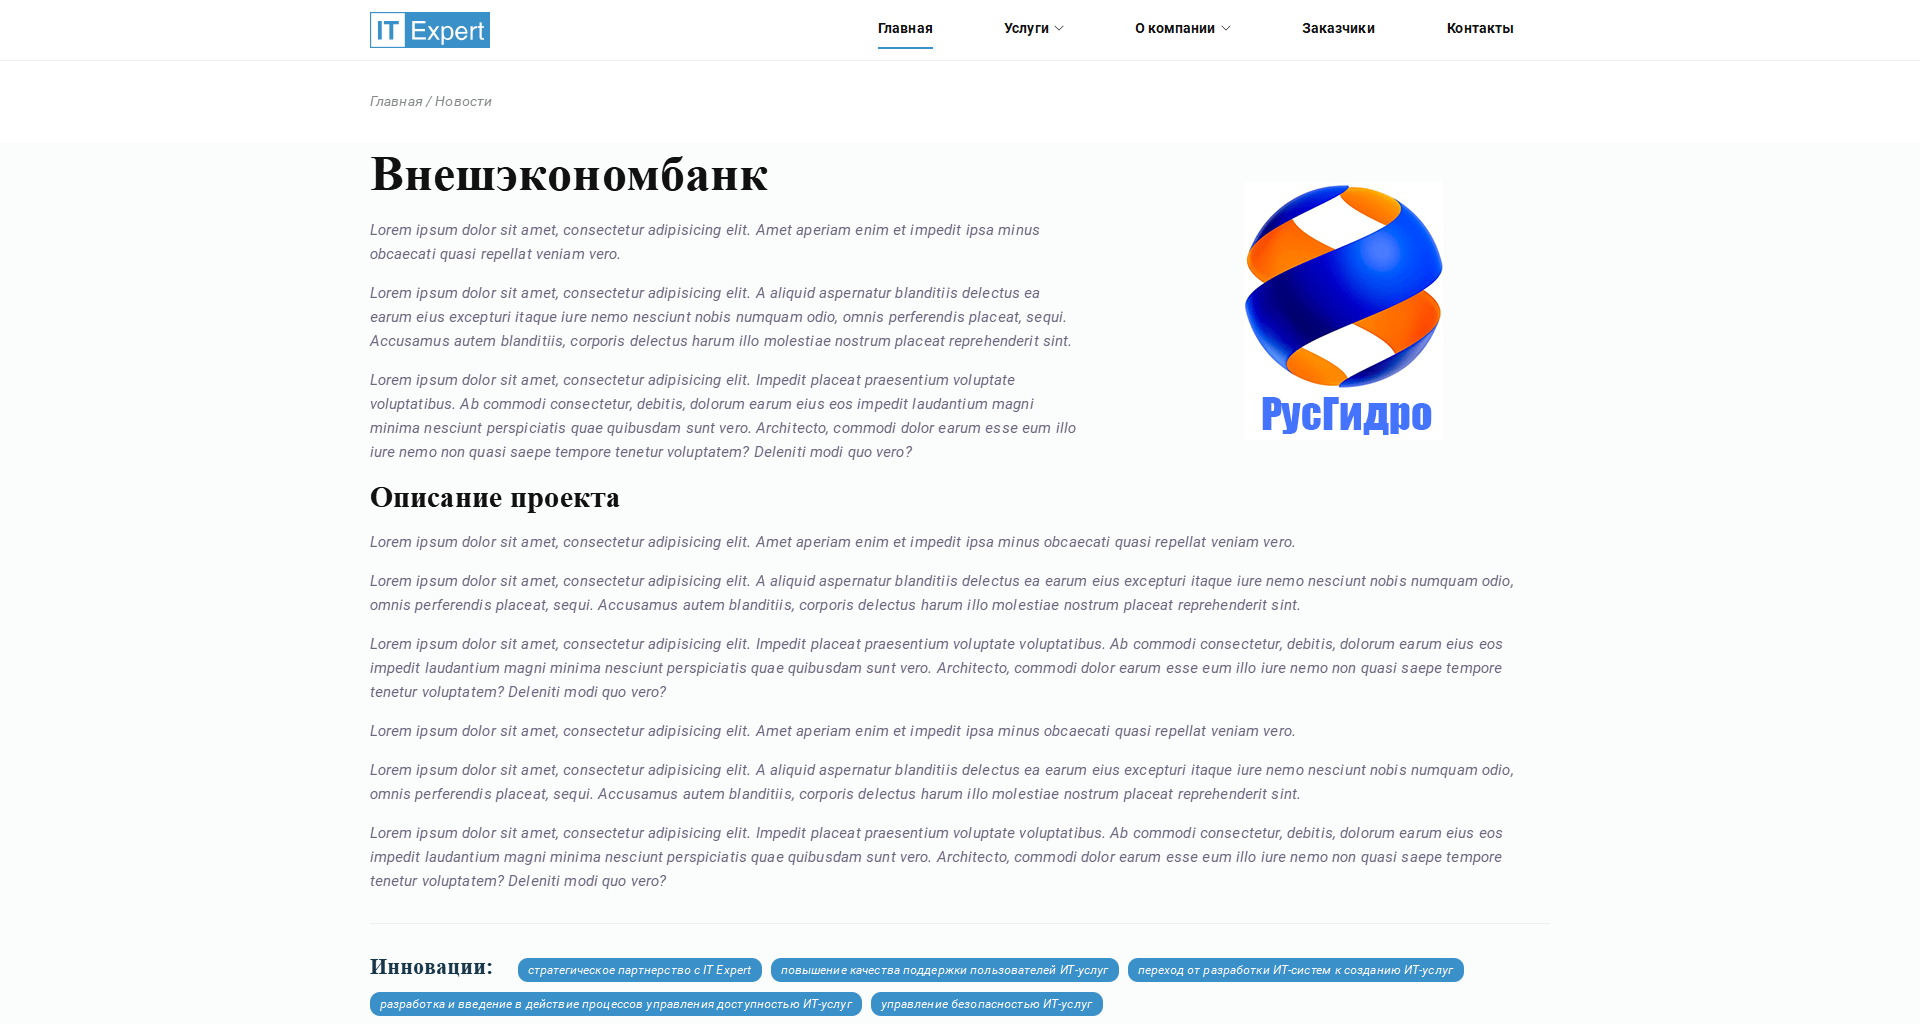 IT Expert
Главная
Услуги
О компании
Заказчики
Контакты
Главная / Новости
Внешэкономбанк
Lorem ipsum dolor sit amet, consectetur adipisicing elit. Amet aperiam enim et impedit ipsa minus
obcaecati quasi repellat veniam vero.
Lorem ipsum dolor sit amet, consectetur adipisicing elit. A aliquid aspernatur blanditiis delectus ea
earum eius excepturi itaque iure nemo nesciunt nobis numquam odio, omnis perferendis placeat, sequi.
Accusamus autem blanditiis, corporis delectus harum illo molestiae nostrum placeat reprehenderit sint.
Lorem ipsum dolor sit amet, consectetur adipisicing elit. Impedit placeat praesentium voluptate
voluptatibus. Ab commodi consectetur, debitis, dolorum earum eius eos impedit laudantium magni
minima nesciunt perspiciatis quae quibusdam sunt vero. Architecto, commodi dolor earum esse eum illo
iure nemo non quasi saepe tempore tenetur voluptatem? Deleniti modi quo vero?
РусГидро
Описание проекта
Lorem ipsum dolor sit amet, consectetur adipisicing elit. Amet aperiam enim et impedit ipsa minus obcaecati quasi repellat veniam vero.
Lorem ipsum dolor sit amet, consectetur adipisicing elit. A aliquid aspernatur blanditiis delectus ea earum eius excepturi itaque iure nemo nesciunt nobis numquam odio,
omnis perferendis placeat, sequi. Accusamus autem blanditiis, corporis delectus harum illo molestiae nostrum placeat reprehenderit sint.
Lorem ipsum dolor sit amet, consectetur adipisicing elit. Impedit placeat praesentium voluptate voluptatibus. Ab commodi consectetur, debitis, dolorum earum eius eos
impedit laudantium magni minima nesciunt perspiciatis quae quibusdam sunt vero. Architecto, commodi dolor earum esse eum illo iure nemo non quasi saepe tempore
tenetur voluptatem? Deleniti modi quo vero?
Lorem ipsum dolor sit amet, consectetur adipisicing elit. Amet aperiam enim et impedit ipsa minus obcaecati quasi repellat veniam vero.
Lorem ipsum dolor sit amet, consectetur adipisicing elit. A aliquid aspernatur blanditiis delectus ea earum eius excepturi itaque iure nemo nesciunt nobis numquam odio,
omnis perferendis placeat, sequi. Accusamus autem blanditiis, corporis delectus harum illo molestiae nostrum placeat reprehenderit sint.
Lorem ipsum dolor sit amet, consectetur adipisicing elit. Impedit placeat praesentium voluptate voluptatibus. Ab commodi consectetur, debitis, dolorum earum eius eos
impedit laudantium magni minima nesciunt perspiciatis quae quibusdam sunt vero. Architecto, commodi dolor earum esse eum illo iure nemo non quasi saepe tempore
tenetur voluptatem? Deleniti modi quo vero?
Инновации:
стратегическое партнерство с IT Expert
повышение качества поддержки пользователей ИТ-услуг
переход от разработки ИТ-систем к созданию ИТ-услуг
разработка и введение в действие процессов управления доступностью ИТ-услуг
управление безопасностью ИТ-услуг